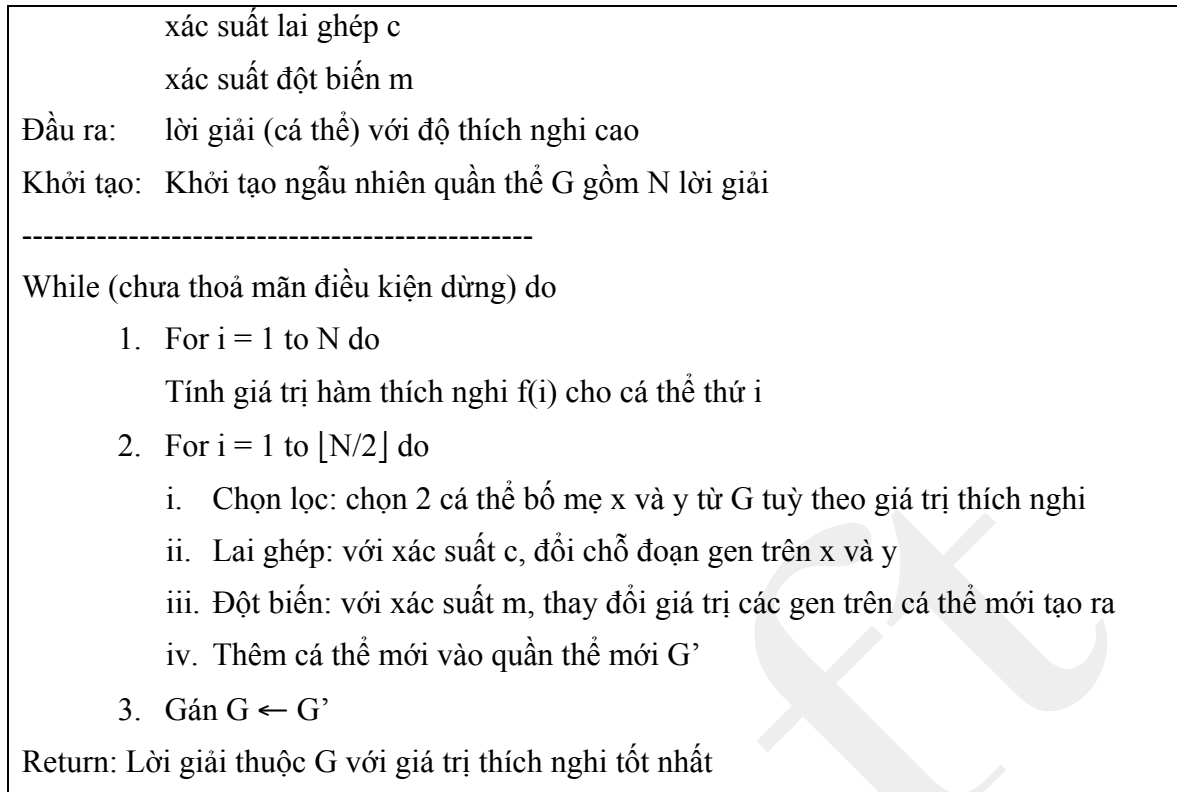 xác suất lai ghép c
xác suất đột biến m
Đầu ra: lời giải (cá thể) với độ thích nghi cao
Khởi tạo: Khởi tạo ngẫu nhiên quần thể G gồm N lời giải
------------------------------------------------
While (chưa thoả mãn điều kiện dừng) do
1. For i = 1 to N do
Tính giá trị hàm thích nghi f(i) cho cá thể thứ i
2. For i = 1 to ⌊N/2⌋ do
i. Chọn lọc: chọn 2 cá thể bố mẹ x và y từ G tuỳ theo giá trị thích nghi
ii. Lai ghép: với xác suất c, đổi chỗ đoạn gen trên x và y
iii. Đột biến: với xác suất m, thay đổi giá trị các gen trên cá thể mới tạo ra
iv. Thêm cá thể mới vào quần thể mới G’
3. Gán G ← G’
Return: Lời giải thuộc G với giá trị thích nghi tốt nhất
ft